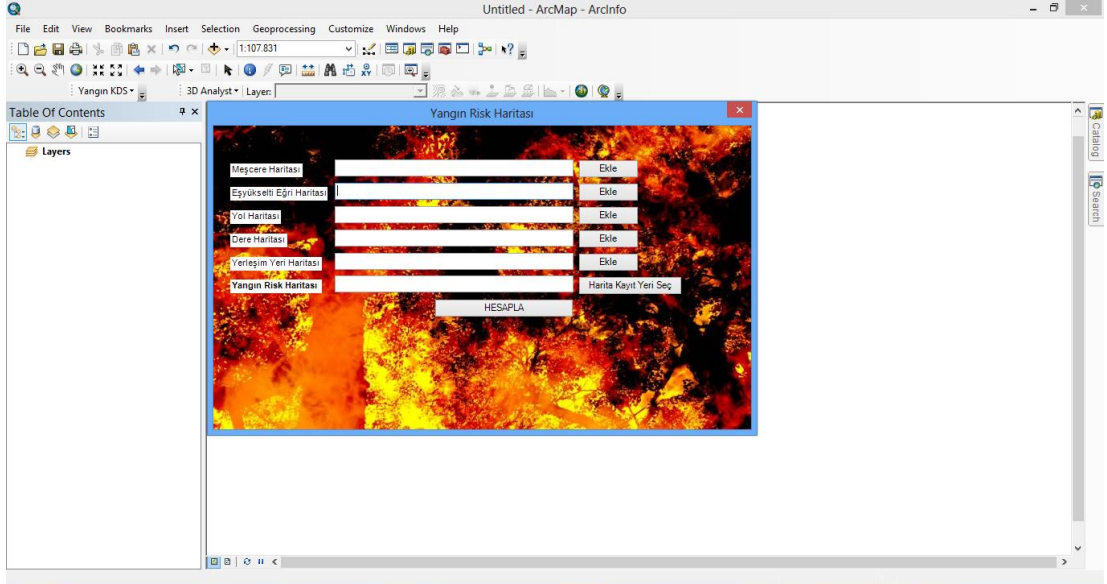 Untitled - ArcMap - ArcInfo
File Edit View Bookmarks Insert Selection Geoprocessing Customize Windows Help
1:107.831
Yangın KDS 3D Analyst Layer:
Table Of Contents
Layers
Yangın Risk Haritası
Meşcere Haritası Ekle
Eşyükselti Eğri Haritası Ekle
Yol Haritası Ekle
Dere Haritası Ekle
Yerleşim Yeri Haritası Ekle
Yangın Risk Haritası Harita Kayıt Yeri Seç
HESAPLA
Catalog
Search